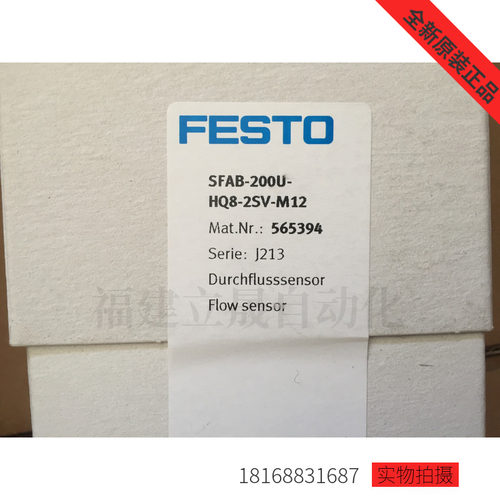 全新原装正品
FESTO
SFAB-200U-
HQ8-2SV-M12
Mat.Nr.: 565394
Serie: J213
Durchflusssensor
Flow sensor
福建立晟自动化
18168831687 实物拍摄